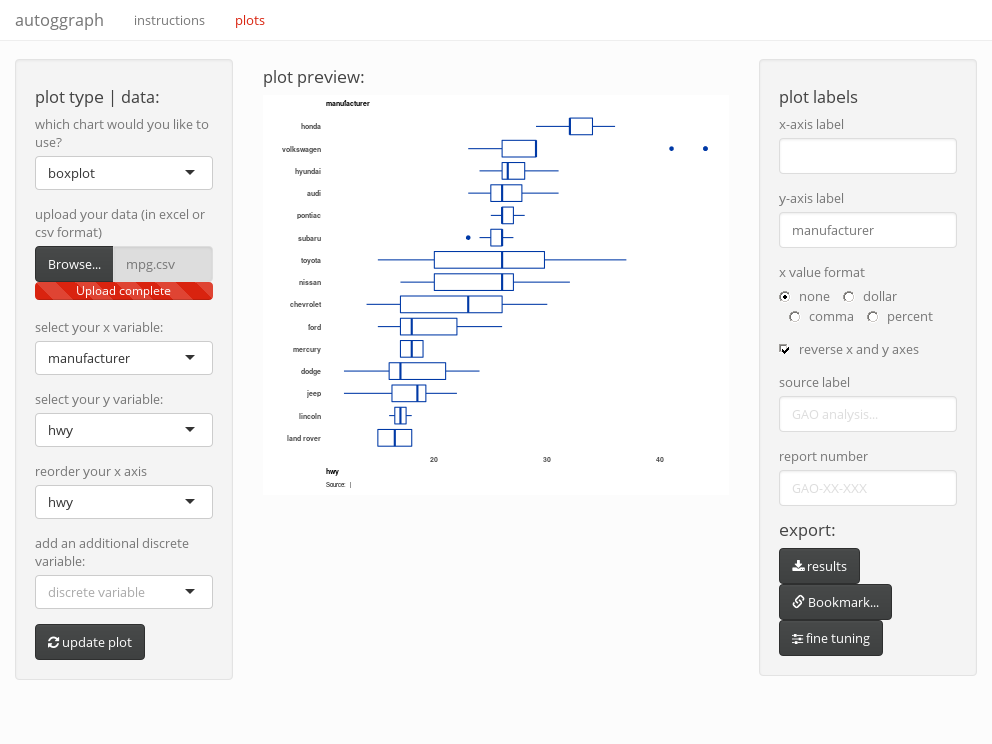 autoggraph instructions plots
plot type | data:
which chart would you like to
use?
boxplot
upload your data (in excel or
csv format)
Browse... mpg.csv
Upload complete
select your x variable:
manufacturer
select your y variable:
hwy
reorder your x axis
hwy
add an additional discrete
variable:
discrete variable
update plot
plot preview:
manufacturer
honda
volkswagen
hyundai
audi
pontiac
subaru
toyota
nissan
chevrolet
ford
mercury
dodge
jeep
lincoln
land rover
20 30 40
hwy
Source: |
plot labels
x-axis label
y-axis label
manufacturer
x value format
none dollar
comma percent
reverse x and y axes
source label
GAO analysis...
report number
GAO-XX-XXX
export:
results
Bookmark...
fine tuning